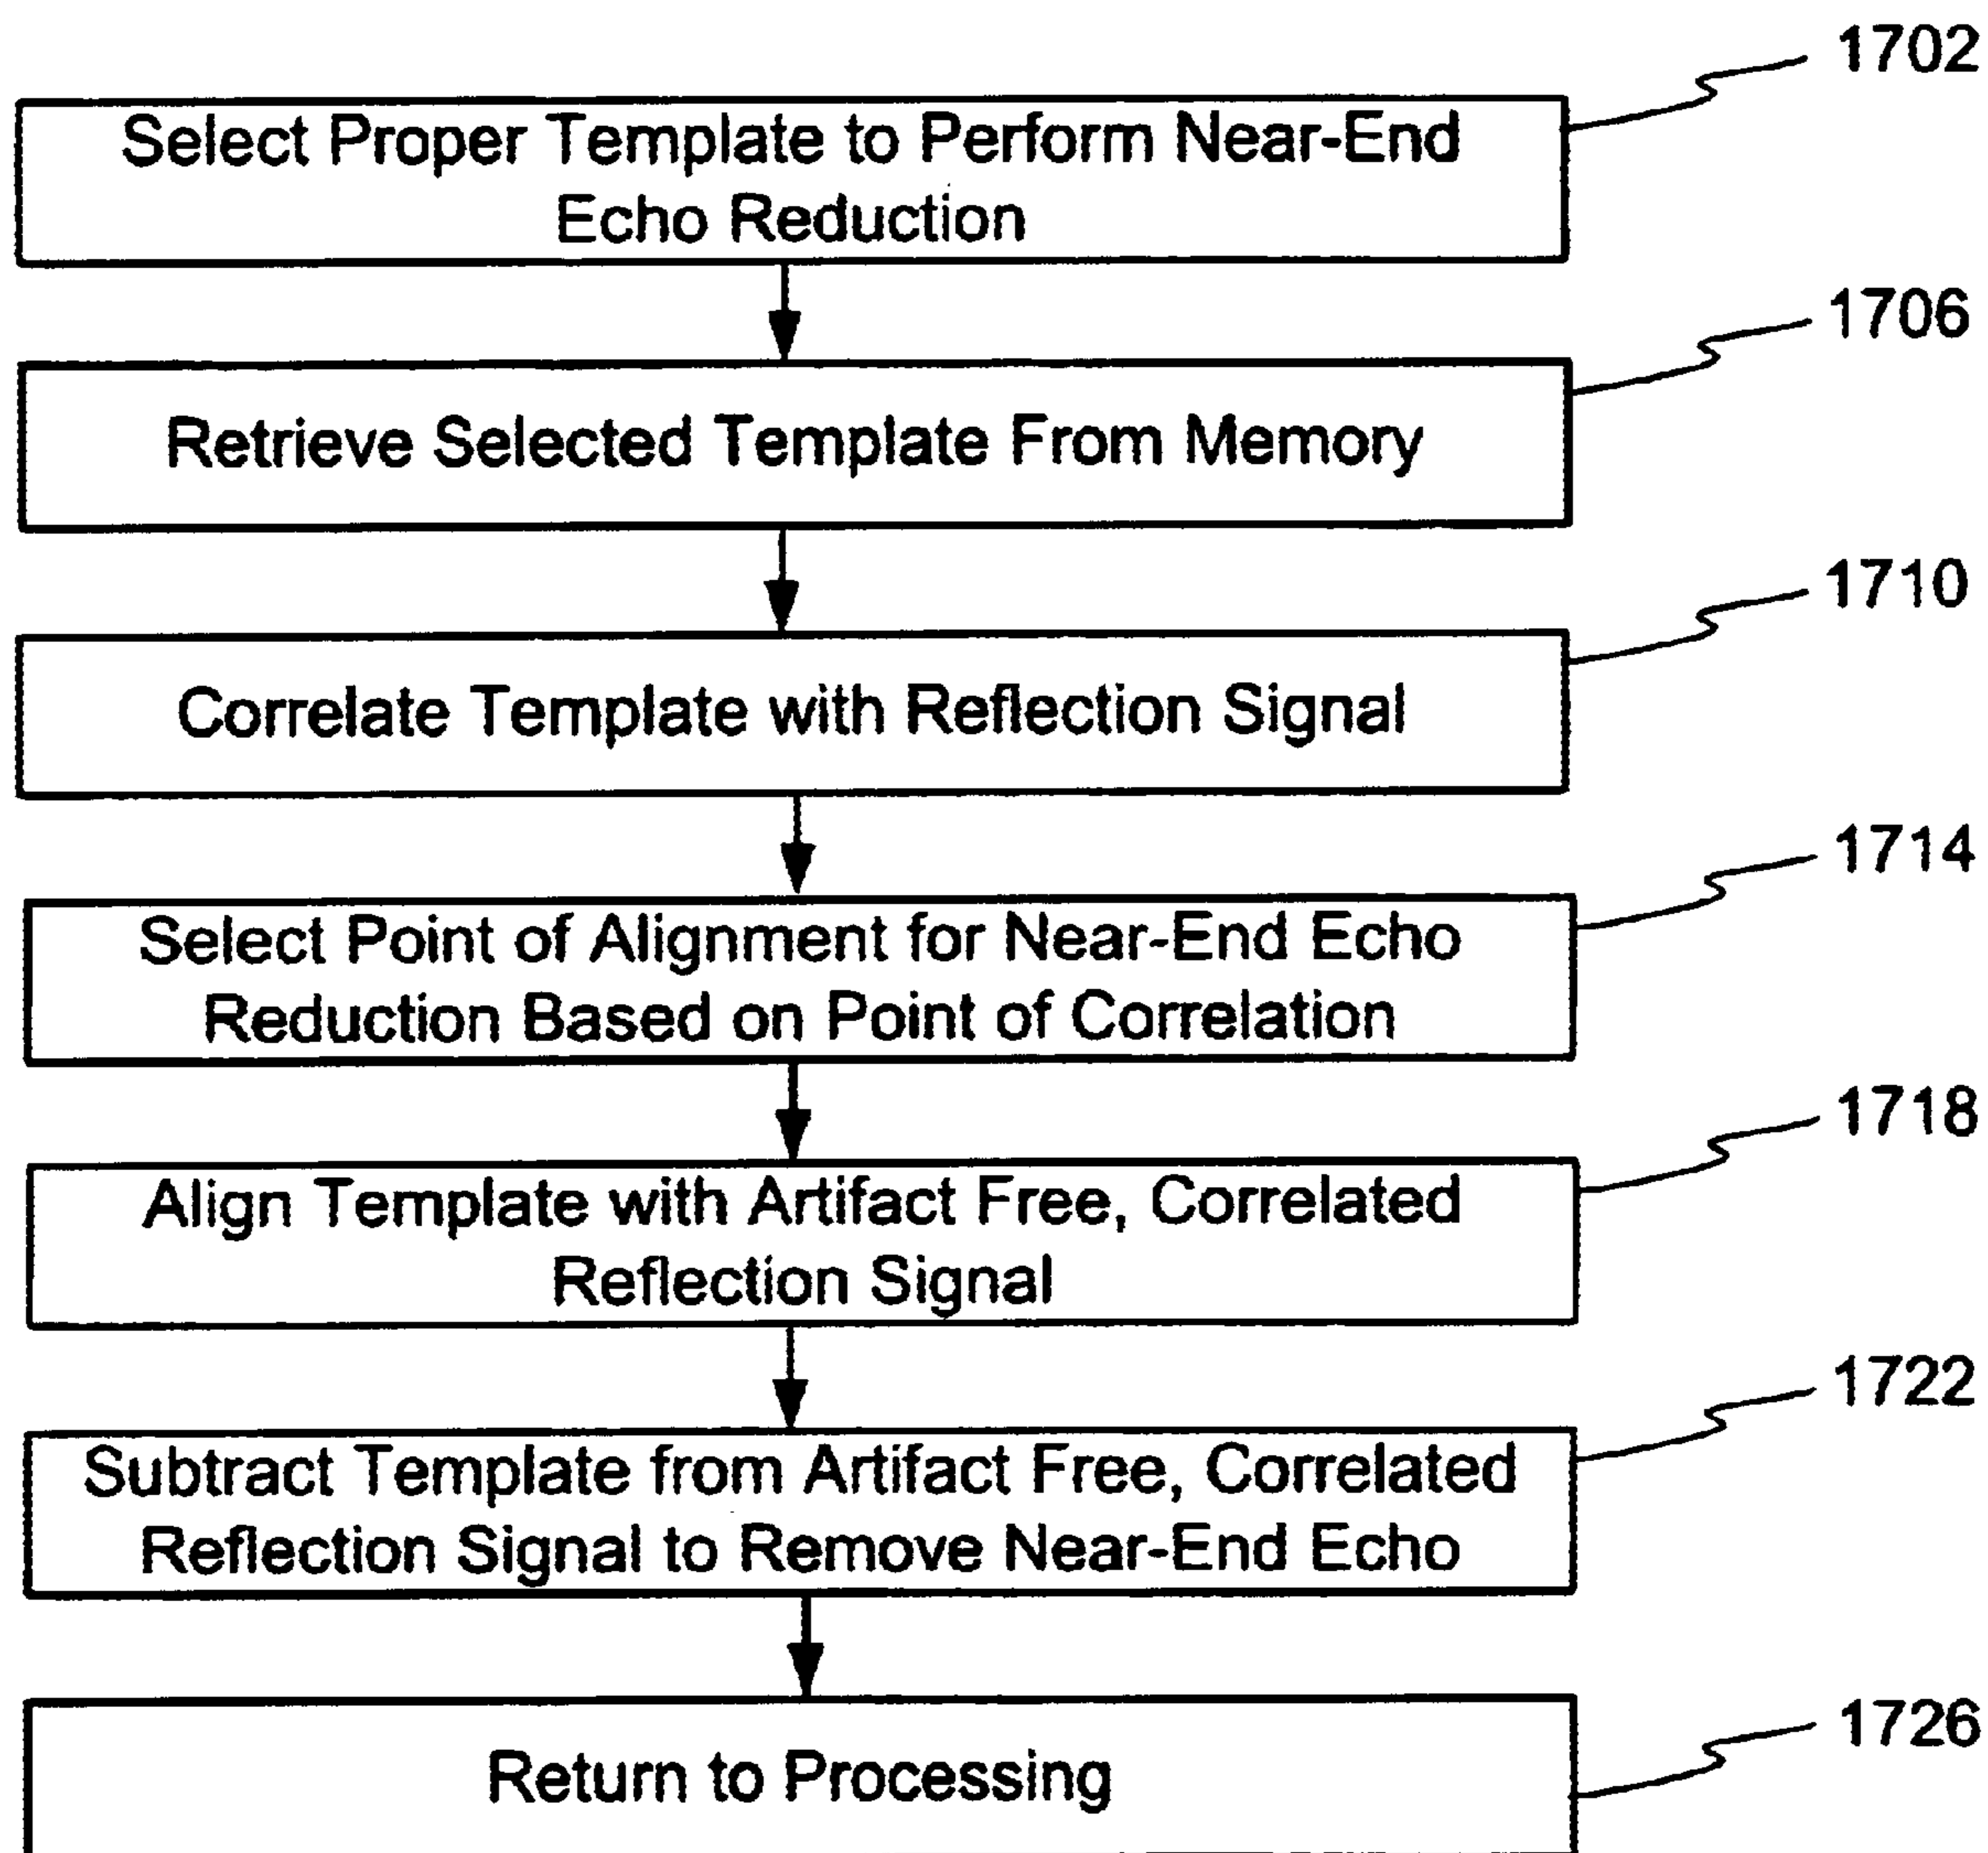 1702
Select Proper Template to Perform Near-End
Echo Reduction
1706
Retrieve Selected Template From Memory
1710
Correlate Template with Reflection Signal
1714
Select Point of Alignment for Near-End Echo
Reduction Based on Point of Correlation
1718
Align Template with Artifact Free, Correlated
Reflection Signal
1722
Subtract Template from Artifact Free, Correlated
Reflection Signal to Remove Near-End Echo
1726
Return to Processing